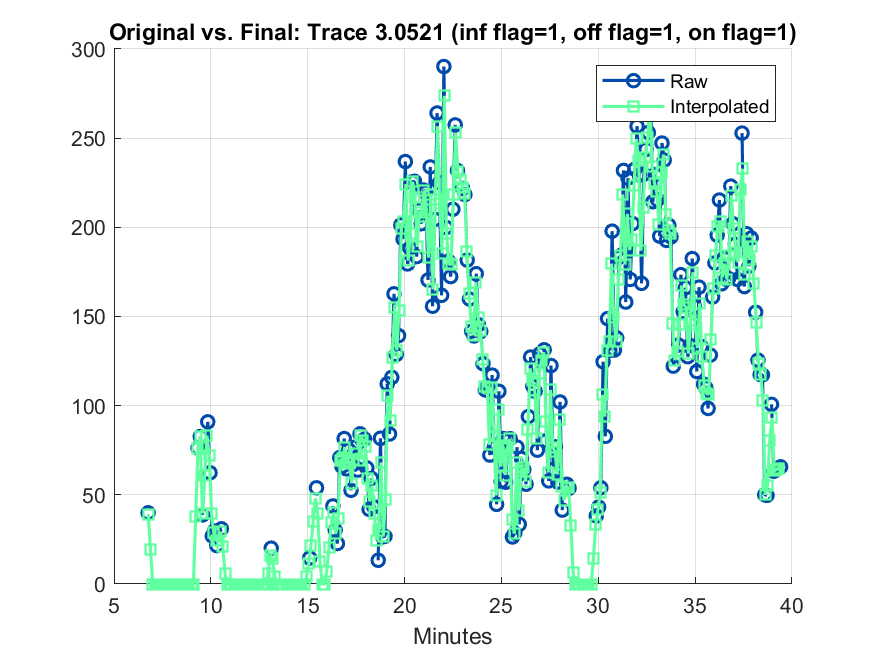 Original vs. Final: Trace 3.0521 (inf flag=1, off flag=1, on flag=1)
300
250
200
150
100
50
0
Raw
Interpolated
5 10 15 20 25 30 35 40
Minutes